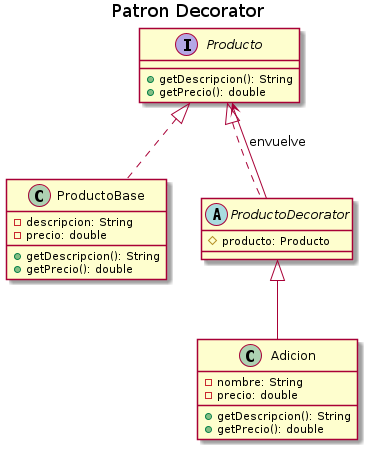 Patron Decorator
I Producto
getDescripcion(): String
getPrecio(): double
envuelve
C ProductoBase
descripcion: String
precio: double
getDescripcion(): String
getPrecio(): double
A ProductoDecorator
producto: Producto
C Adicion
nombre: String
precio: double
getDescripcion(): String
getPrecio(): double